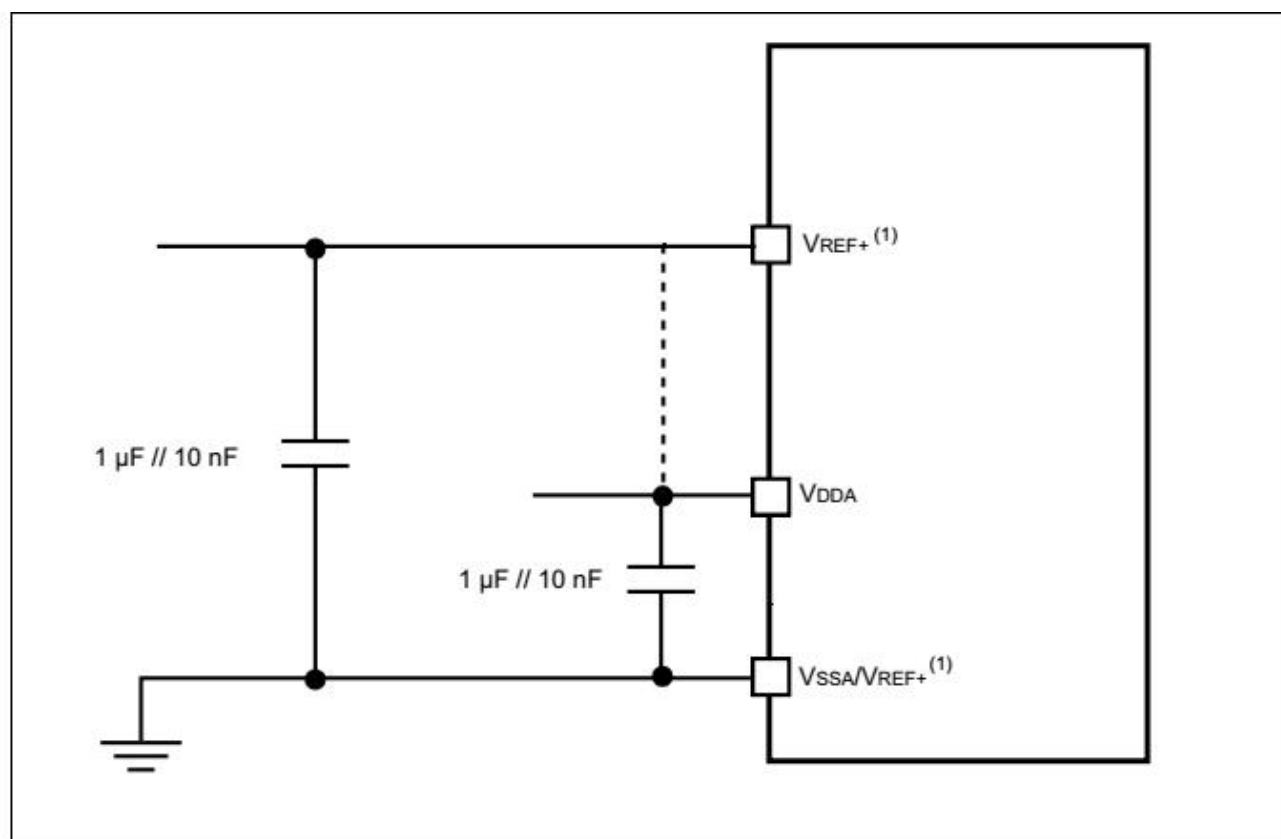 VREF+ (1)
1 µF // 10 nF
VDDA
1 µF // 10 nF
VSSA/VREF+ (1)